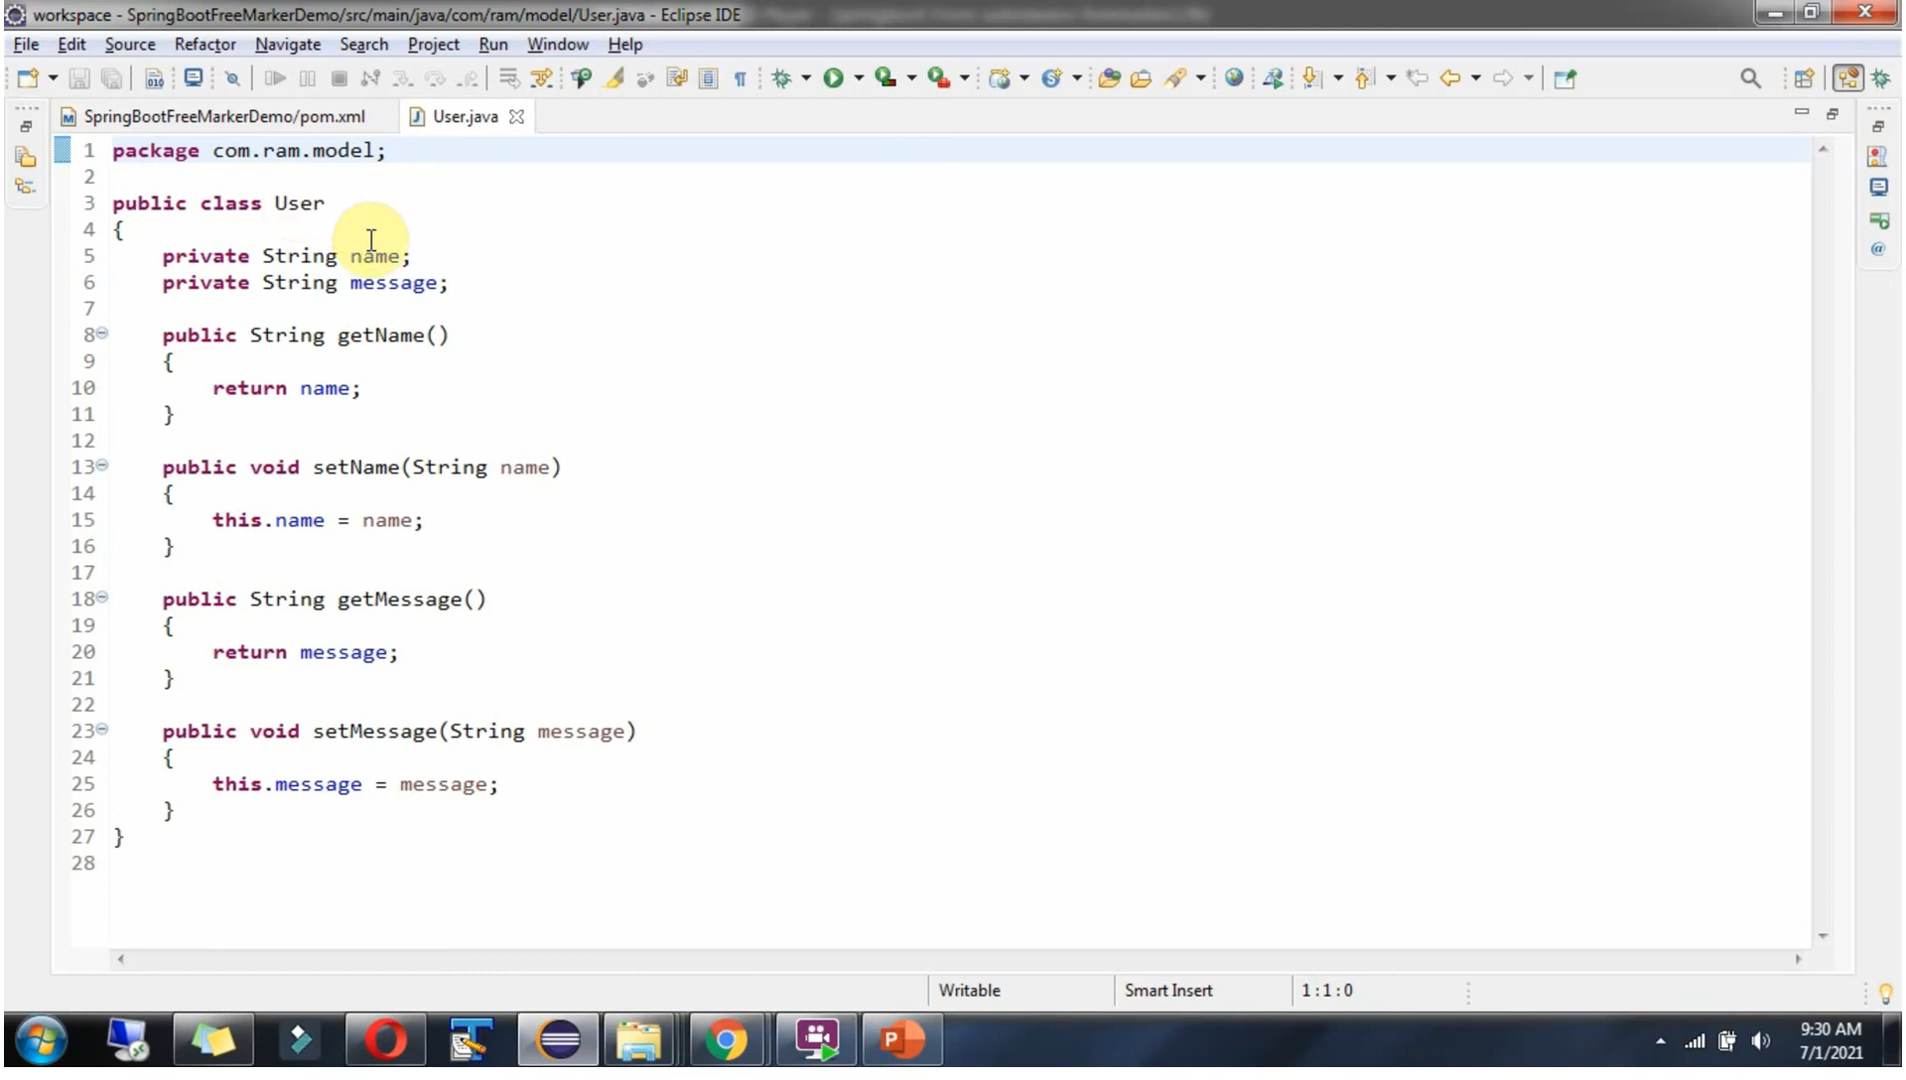 workspace - SpringBootFreeMarkerDemo/src/main/java/com/ram/model/User.java - Eclipse IDE
File Edit Source Refactor Navigate Search Project Run Window Help
SpringBootFreeMarkerDemo/pom.xml User.java
1 package com.ram.model;
2
3 public class User
4 {
5 private String name;
6 private String message;
7
8 public String getName()
9 {
10 return name;
11 }
12
13 public void setName(String name)
14 {
15 this.name = name;
16 }
17
18 public String getMessage()
19 {
20 return message;
21 }
22
23 public void setMessage(String message)
24 {
25 this.message = message;
26 }
27 }
28
Writable Smart Insert 1 : 1 : 0
9:30 AM
7/1/2021